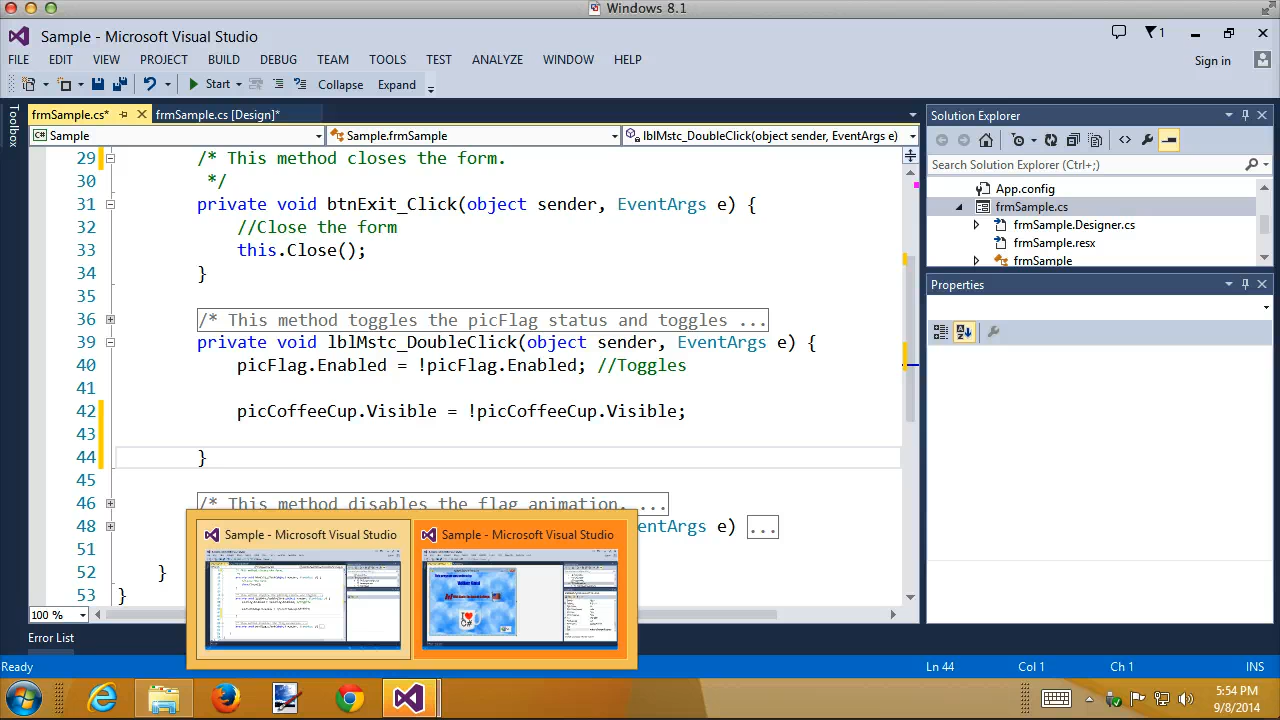 Windows 8.1
Sample - Microsoft Visual Studio
FILE EDIT VIEW PROJECT BUILD DEBUG TEAM TOOLS TEST ANALYZE WINDOW HELP
1
Sign in
Start Collapse Expand
Toolbox
frmSample.cs* frmSample.cs [Design]*
Sample Sample.frmSample lblMstc_DoubleClick(object sender, EventArgs e)
29 /* This method closes the form.
30 */
31 private void btnExit_Click(object sender, EventArgs e) {
32 //Close the form
33 this.Close();
34 }
35
36 /* This method toggles the picFlag status and toggles ...
39 private void lblMstc_DoubleClick(object sender, EventArgs e) {
40 picFlag.Enabled = !picFlag.Enabled; //Toggles
41
42 picCoffeeCup.Visible = !picCoffeeCup.Visible;
43
44 }
45
46 /* This method disables the flag animation. ...
48 EventArgs e) ...
51
52 }
53 }
100 %
Sample - Microsoft Visual Studio
Sample - Microsoft Visual Studio
Solution Explorer
Search Solution Explorer (Ctrl+;)
App.config
frmSample.cs
frmSample.Designer.cs
frmSample.resx
frmSample
Properties
Error List
Ready Ln 44 Col 1 Ch 1 INS
5:54 PM
9/8/2014